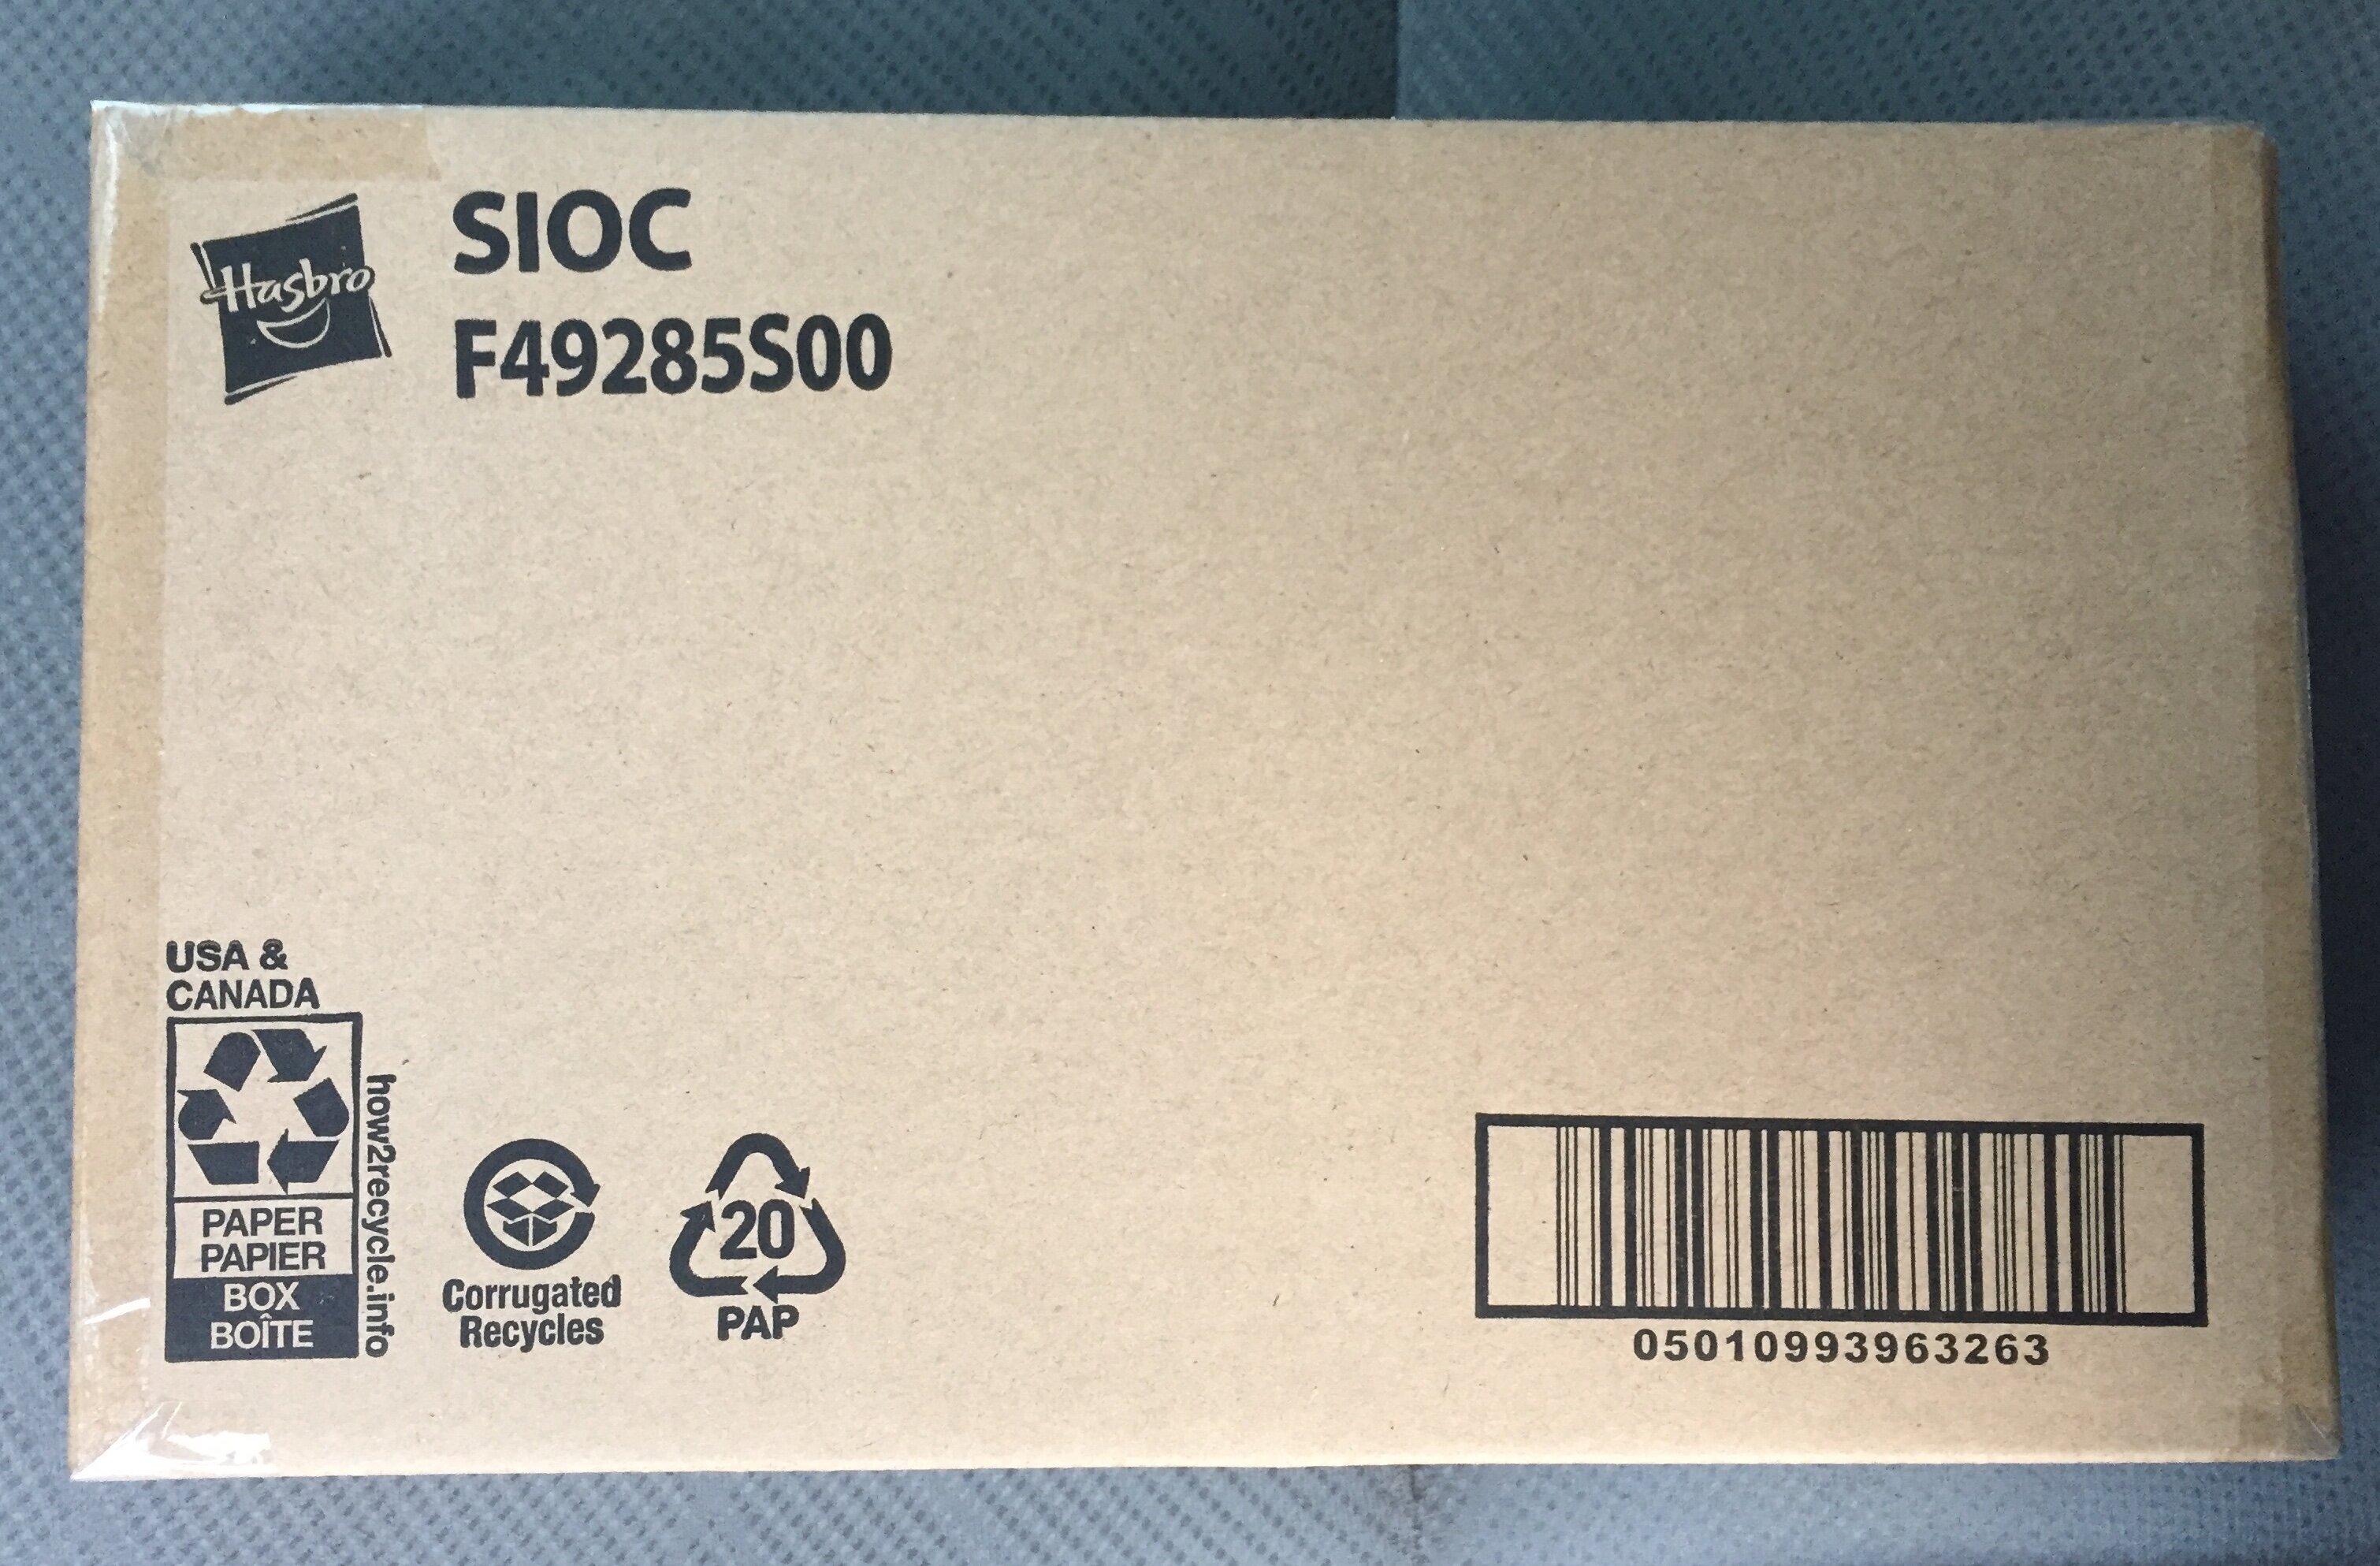 Hasbro
SIOC
F49285S00
USA &
CANADA
PAPER
PAPIER
BOX
BOÎTE
how2recycle.info
Corrugated
Recycles
20
PAP
05010993963263